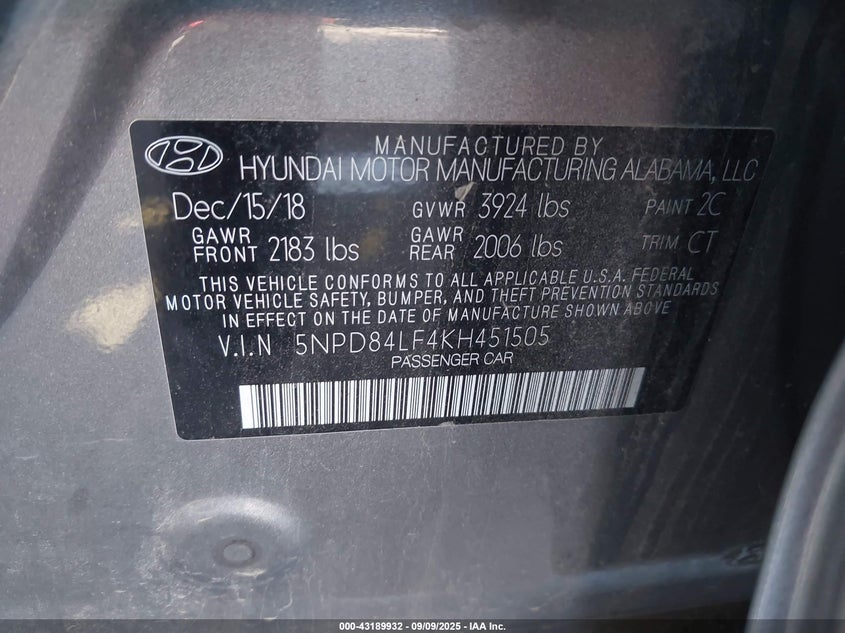 MANUFACTURED BY
HYUNDAI MOTOR MANUFACTURING ALABAMA, LLC
Dec/15/18 GVWR 3924 lbs PAINT 2C
GAWR FRONT 2183 lbs GAWR REAR 2006 lbs TRIM CT
THIS VEHICLE CONFORMS TO ALL APPLICABLE U.S.A. FEDERAL
MOTOR VEHICLE SAFETY, BUMPER, AND THEFT PREVENTION STANDARDS
IN EFFECT ON THE DATE OF MANUFACTURE SHOWN ABOVE
V.I.N 5NPD84LF4KH451505
PASSENGER CAR
000-43189932 - 09/09/2025 - IAA Inc.